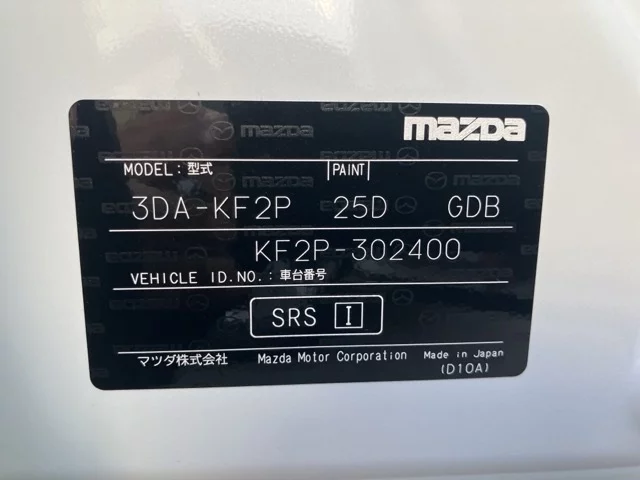 mazda
MODEL：型式 PAINT
3DA-KF2P 25D GDB
KF2P-302400
VEHICLE ID.NO.：車台番号
SRS I
マツダ株式会社 Mazda Motor Corporation Made in Japan
(D10A)